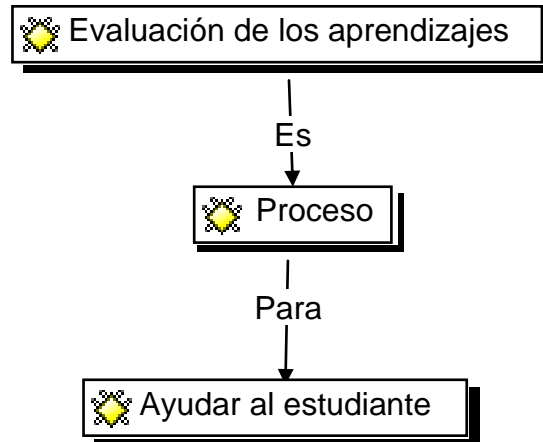 Evaluación de los aprendizajes
Es
Proceso
Para
Ayudar al estudiante